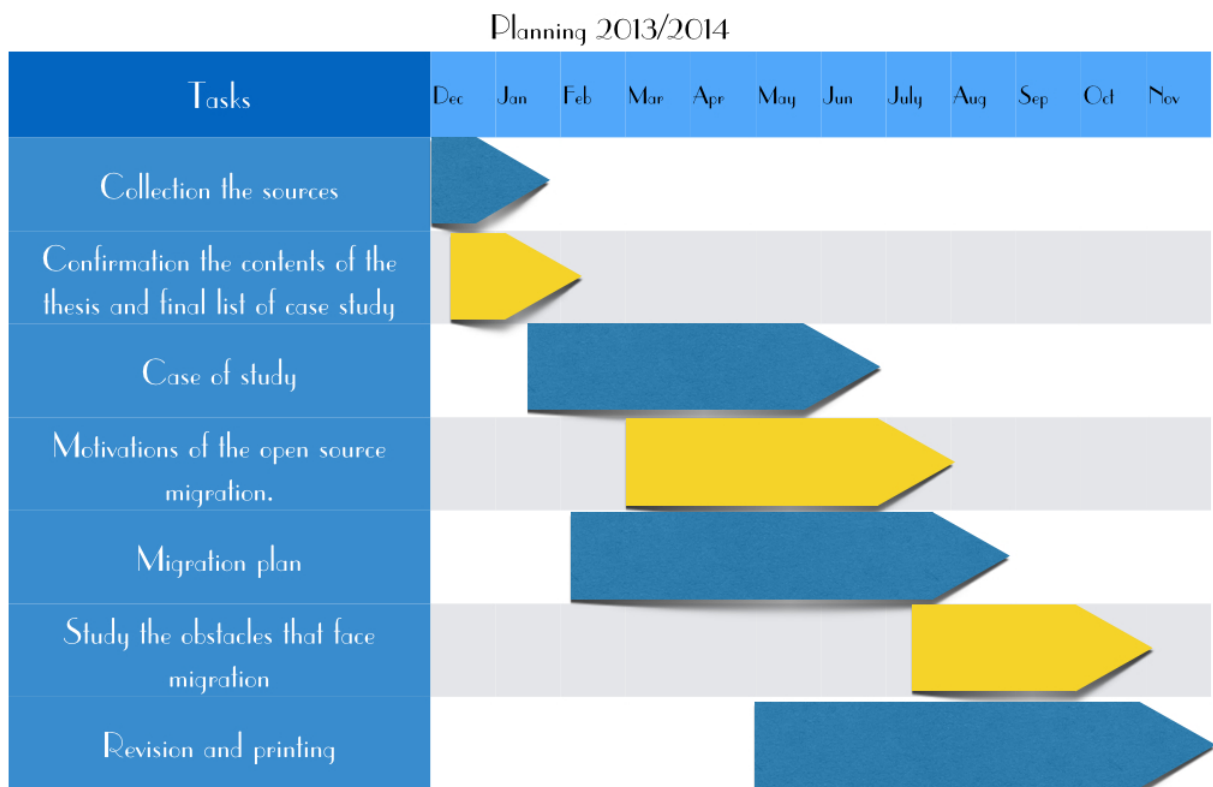 Planning 2013/2014
Tasks
Dec
Jan
Feb
Mar
Apr
May
Jun
July
Aug
Sep
Oct
Nov
Collection the sources
Confirmation the contents of the
thesis and final list of case study
Case of study
Motivations of the open source
migration.
Migration plan
Study the obstacles that face
migration
Revision and printing